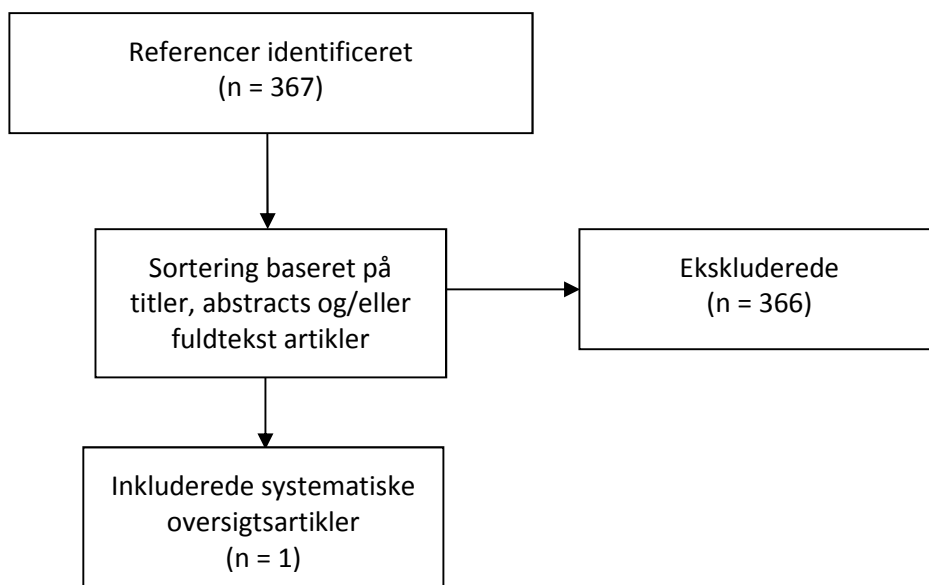 Referencer identificeret
(n = 367)
Sortering baseret på
titler, abstracts og/eller
fuldtekst artikler
Ekskluderede
(n = 366)
Inkluderede systematiske
oversigtsartikler
(n = 1)